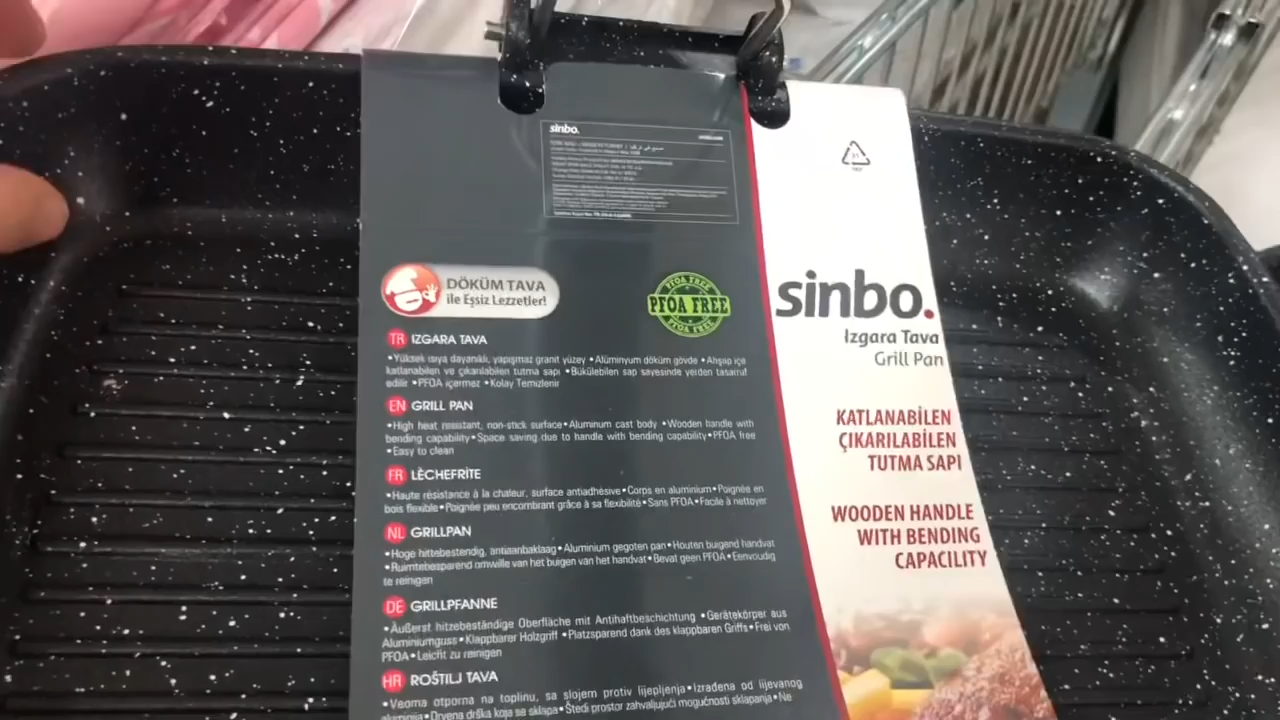 sinbo.
DÖKÜM TAVA
ile Eşsiz Lezzetler!
PFOA FREE
PFOA FREE
PFOA FREE
TR IZGARA TAVA
•Yüksek ısıya dayanıklı, yapışmaz granit yüzey •Alüminyum döküm gövde •Ahşap içe
katlanabilen ve çıkarılabilen tutma sapı •Bükülebilen sap sayesinde yerden tasarruf
edilir •PFOA içermez •Kolay Temizlenir
EN GRILL PAN
•High heat resistant, non-stick surface•Aluminum cast body •Wooden handle with
bending capability•Space saving due to handle with bending capability•PFOA free
•Easy to clean
FR LÈCHEFRİTE
•Haute résistance à la chaleur, surface antiadhésive•Corps en aluminium•Poignée en
bois flexible•Poignée peu encombrant grâce à sa flexibilité•Sans PFOA•Facile à nettoyer
NL GRILLPAN
•Hoge hittebestendig, antiaanbaklaag•Aluminium gegoten pan•Houten buigend handvat
•Ruimtebesparend omwille van het buigen van het handvat•Bevat geen PFOA•Eenvoudig
te reinigen
DE GRILLPFANNE
•Äußerst hitzebeständige Oberfläche mit Antihaftbeschichtung •Gerätekörper aus
Aluminiumguss•Klappbarer Holzgriff •Platzsparend dank des klappbaren Griffs•Frei von
PFOA•Leicht zu reinigen
HR ROŠTILJ TAVA
•Veoma otporna na toplinu, sa slojem protiv lijepljenja•Izrađena od lijevanog
aluminija•Drvena drška koja se sklapa•Štedi prostor zahvaljujući mogućnosti sklapanja•Ne
sinbo.
Izgara Tava
Grill Pan
KATLANABİLEN
ÇIKARILABİLEN
TUTMA SAPI
WOODEN HANDLE
WITH BENDING
CAPACILITY